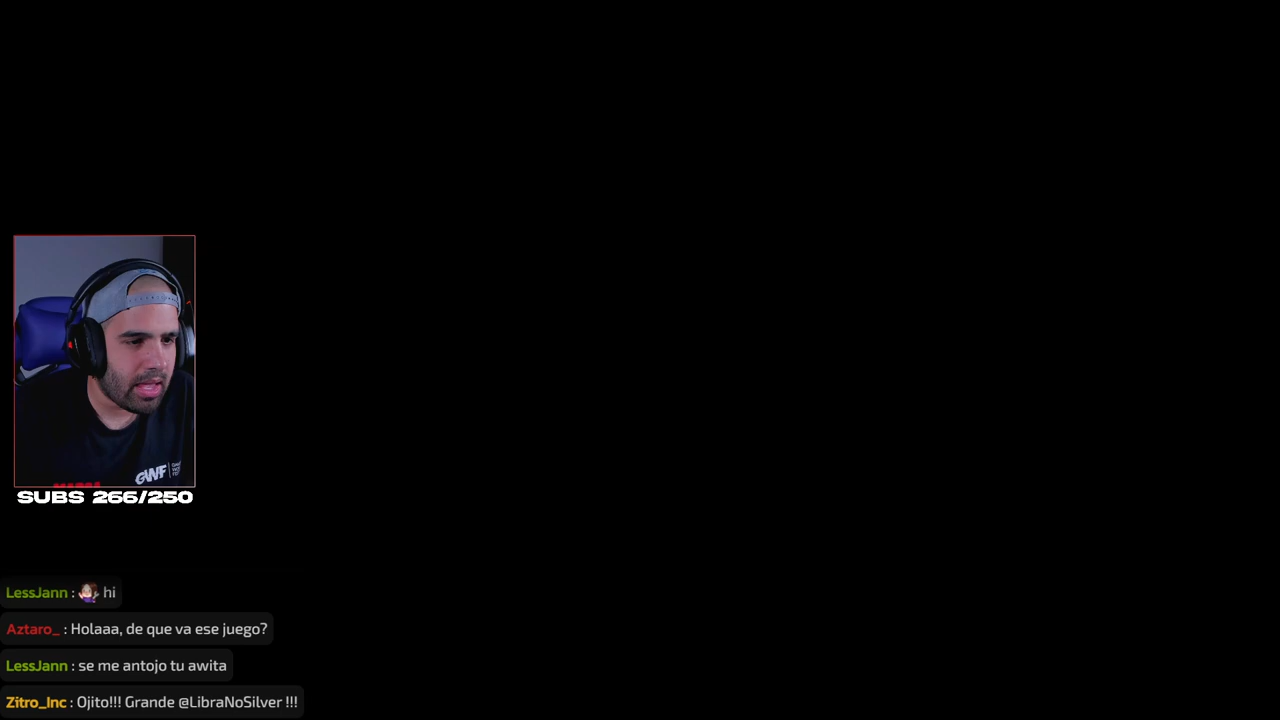 GWF
SUBS 266/250
LessJann : hi
Aztaro_ : Holaaa, de que va ese juego?
LessJann : se me antojo tu awita
Zitro_Inc : Ojito!!! Grande @LibraNoSilver !!!